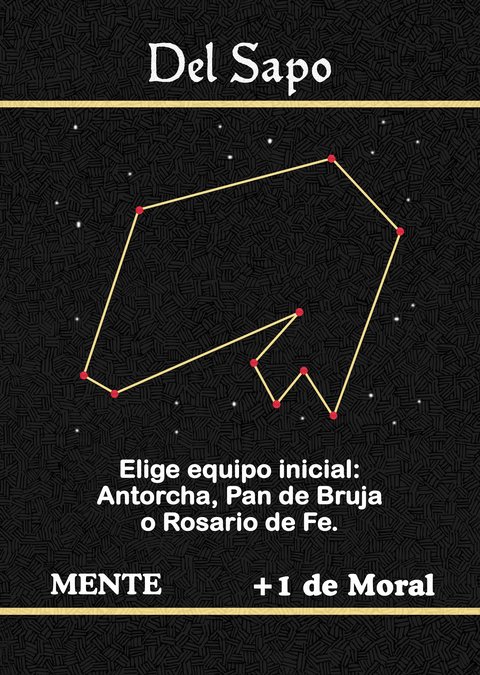 Del Sapo
Elige equipo inicial:
Antorcha, Pan de Bruja
o Rosario de Fe.
MENTE +1 de Moral